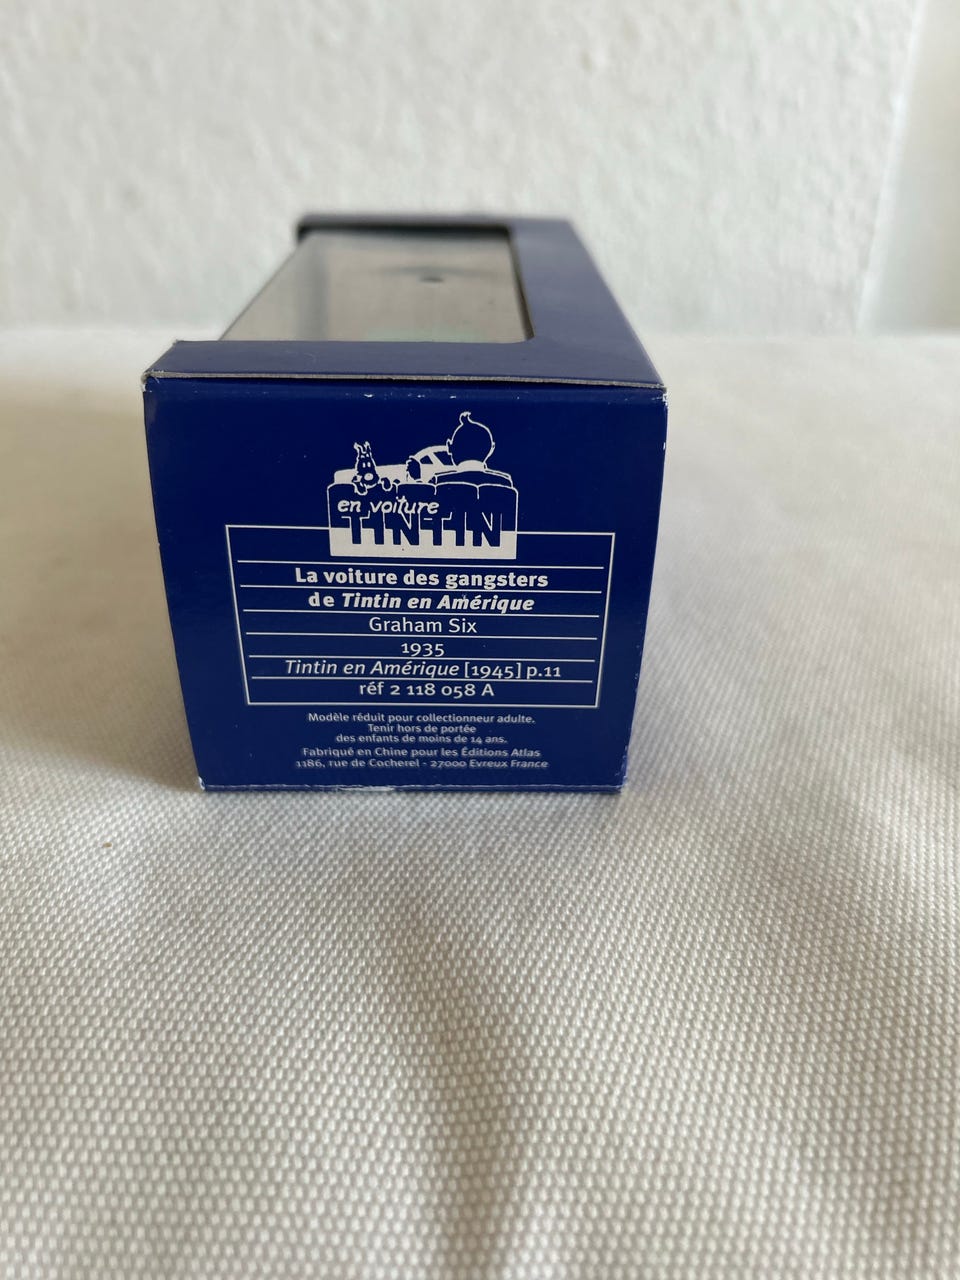 en voiture
TINTIN
La voiture des gangsters
de Tintin en Amérique
Graham Six
1935
Tintin en Amérique [1945] p.11
réf 2 118 058 A
Modèle réduit pour collectionneur adulte.
Tenir hors de portée
des enfants de moins de 14 ans.
Fabriqué en Chine pour les Éditions Atlas
1186, rue de Cocherel - 27000 Evreux France